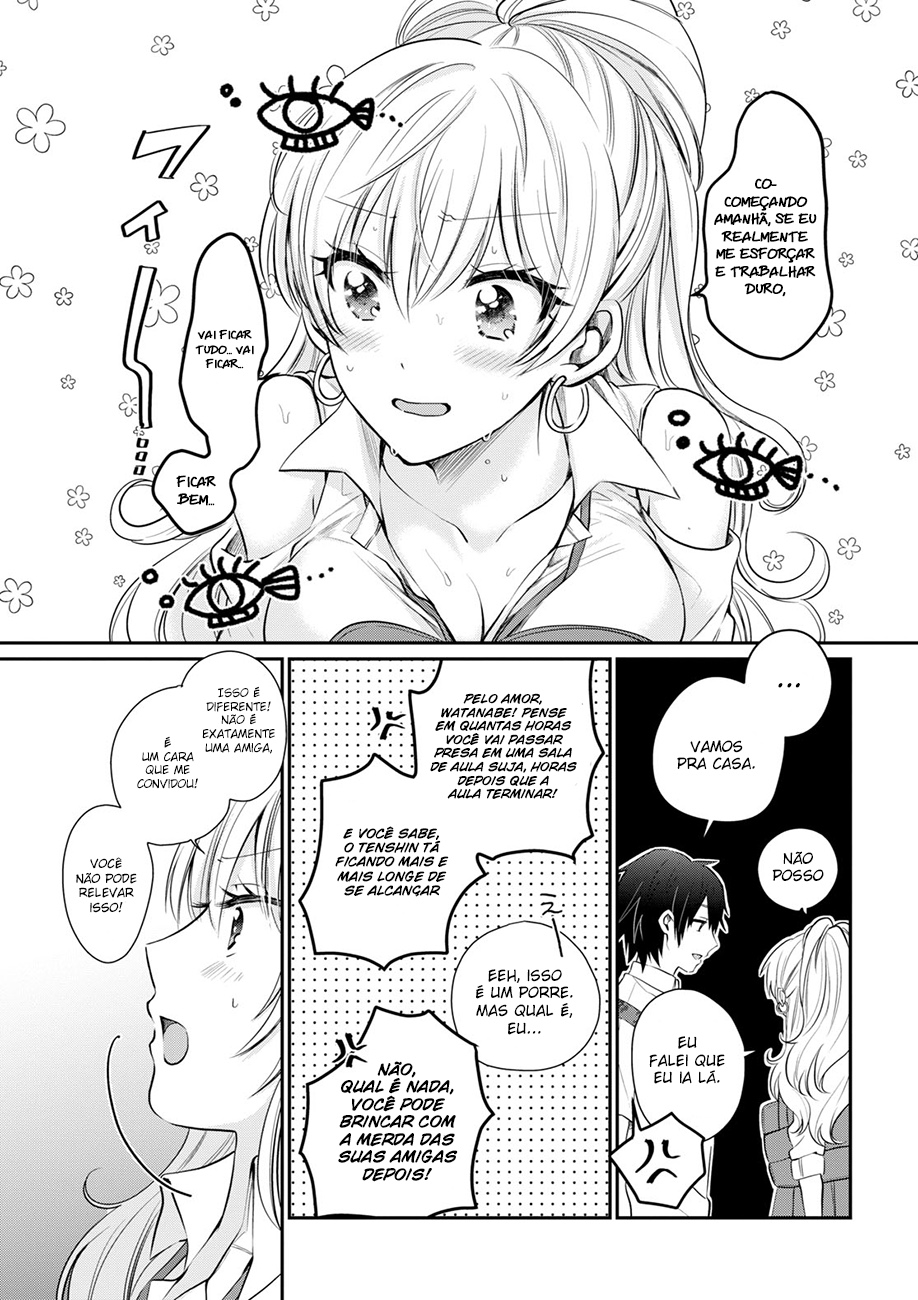 CO-
COMEÇANDO
AMANHÃ, SE EU
REALMENTE
ME ESFORÇAR
E TRABALHAR
DURO,
VAI FICAR
TUDO... VAI
FICAR...
FICAR
BEM...
フイ
...
VAMOS
PRA CASA.
NÃO
POSSO
EU
FALEI QUE
EU IA LÁ.
PELO AMOR,
WATANABE! PENSE
EM QUANTAS HORAS
VOCÊ VAI PASSAR
PRESA EM UMA SALA
DE AULA SUJA, HORAS
DEPOIS QUE A
AULA TERMINAR!
E VOCÊ SABE,
O TENSHIN TÁ
FICANDO MAIS E
MAIS LONGE DE
SE ALCANÇAR
エ
EEH, ISSO
É UM PORRE.
MAS QUAL É,
EU...
NÃO,
QUAL É NADA,
VOCÊ PODE
BRINCAR COM
A MERDA DAS
SUAS AMIGAS
DEPOIS!
ISSO É
DIFERENTE!
NÃO É
EXATAMENTE
UMA AMIGA,
É
UM CARA
QUE ME
CONVIDOU!
VOCÊ
NÃO PODE
RELEVAR
ISSO!